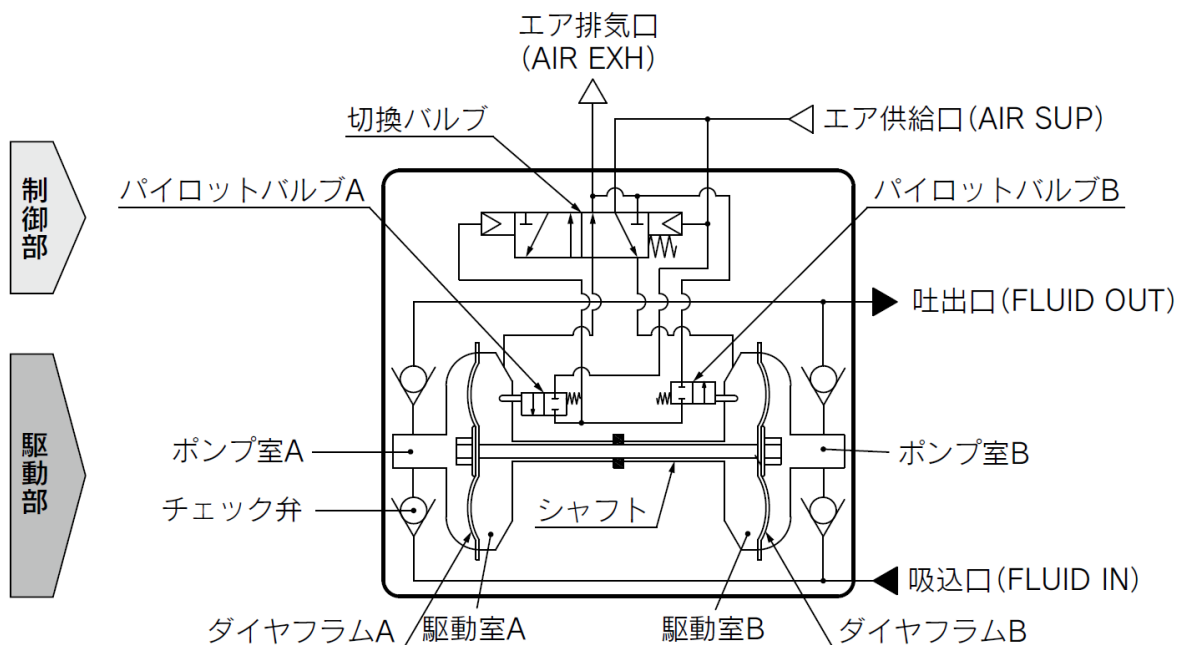 エア排気口
(AIR EXH)
切換バルブ
エア供給口(AIR SUP)
制御部
パイロットバルブA
パイロットバルブB
吐出口(FLUID OUT)
駆動部
ポンプ室A
ポンプ室B
チェック弁
シャフト
吸込口(FLUID IN)
ダイヤフラムA
駆動室A
駆動室B
ダイヤフラムB